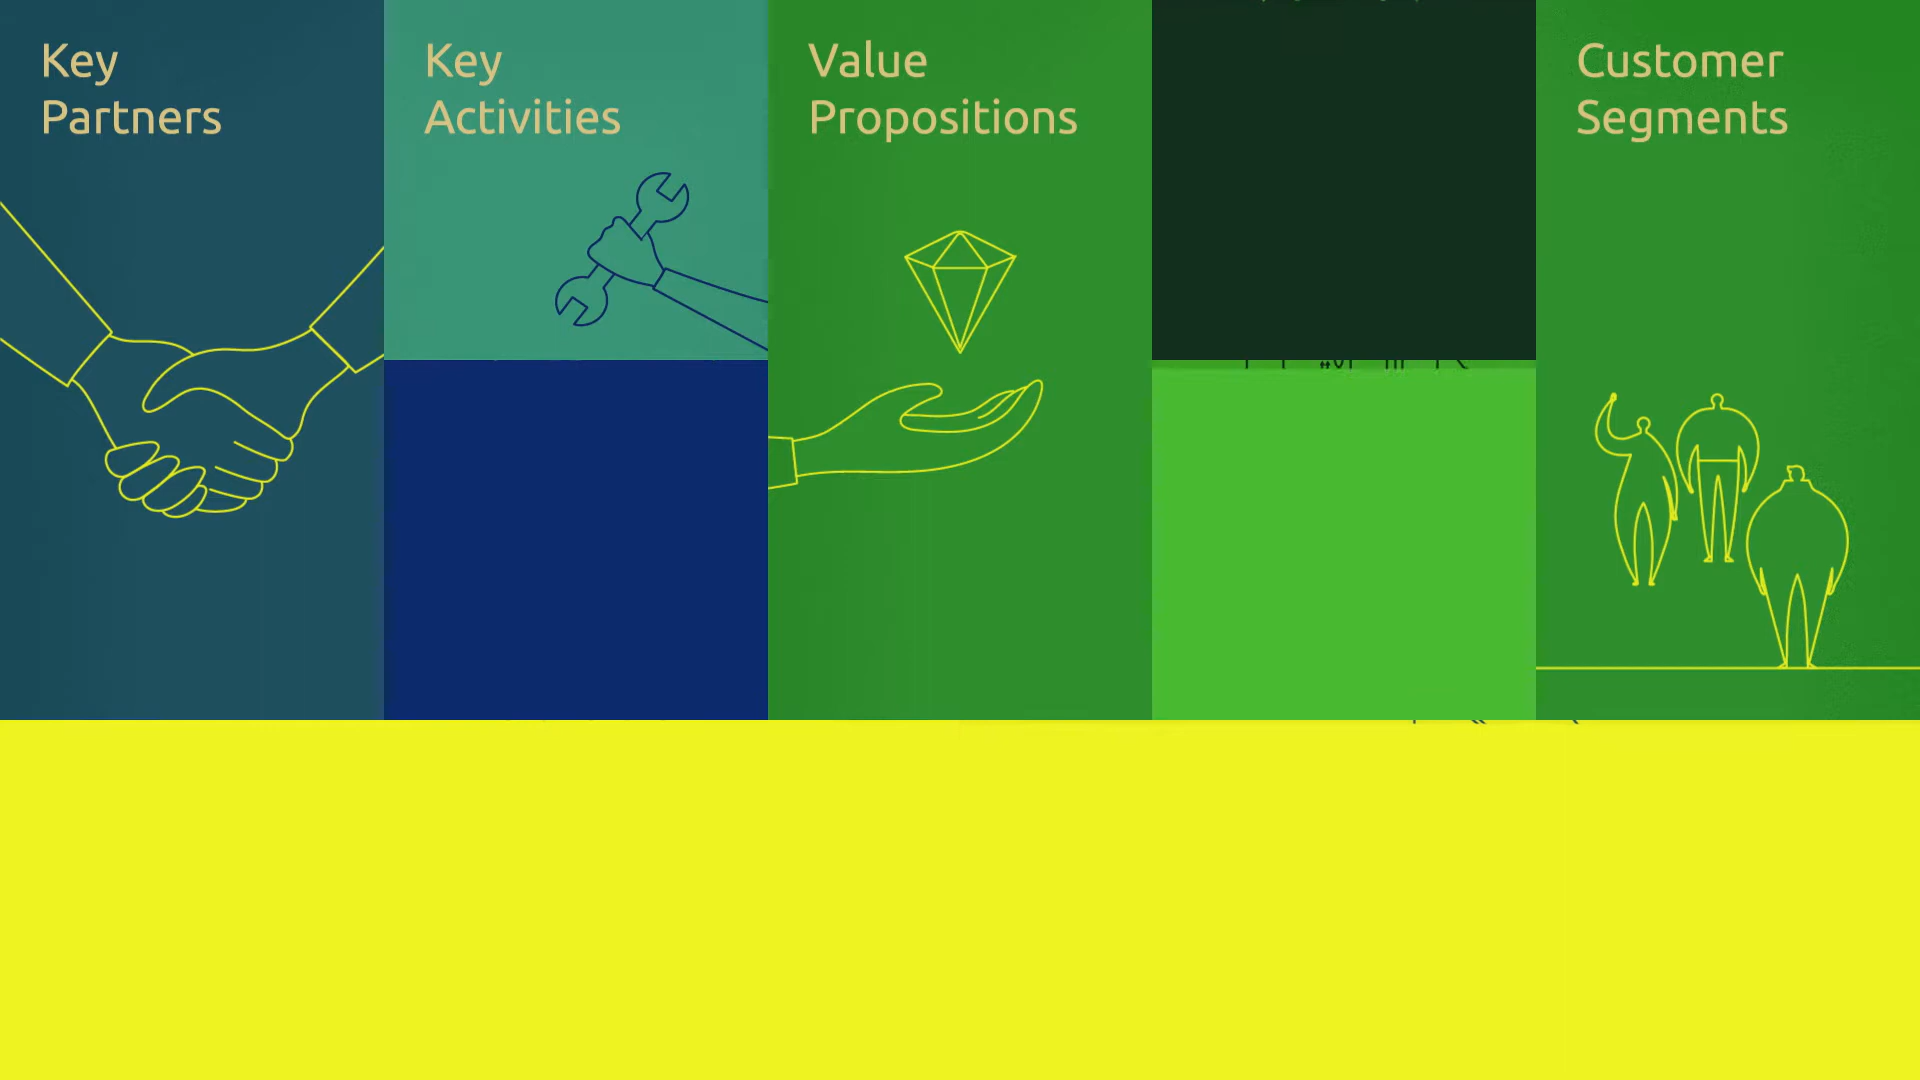 Key
Partners
Key
Activities
Value
Propositions
Customer
Segments